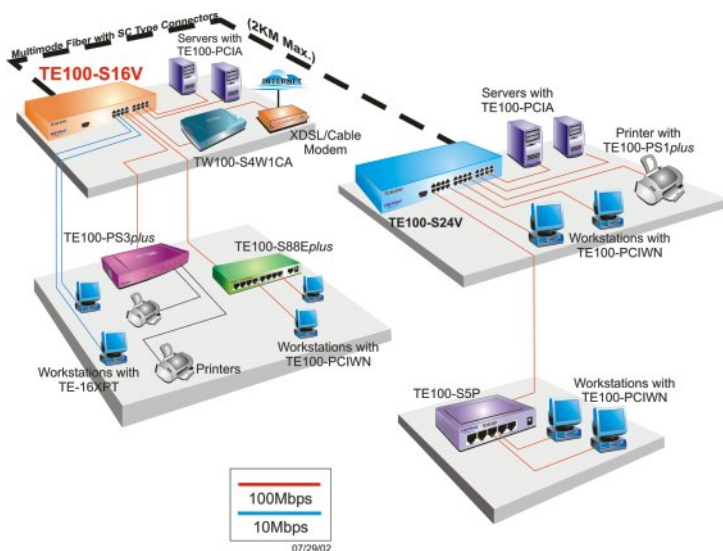 Multimode Fiber with SC Type Connectors
(2KM Max.)
TE100-S16V
Servers with
TE100-PCIA
INTERNET
XDSL/Cable
Modem
TW100-S4W1CA
Servers with
TE100-PCIA
Printer with
TE100-PS1plus
TE100-S24V
Workstations with
TE100-PCIWN
TE100-PS3plus
TE100-S88Eplus
Workstations with
TE100-PCIWN
Workstations with
TE-16XPT
Printers
TE100-S5P
Workstations with
TE100-PCIWN
100Mbps
10Mbps
07/29/02